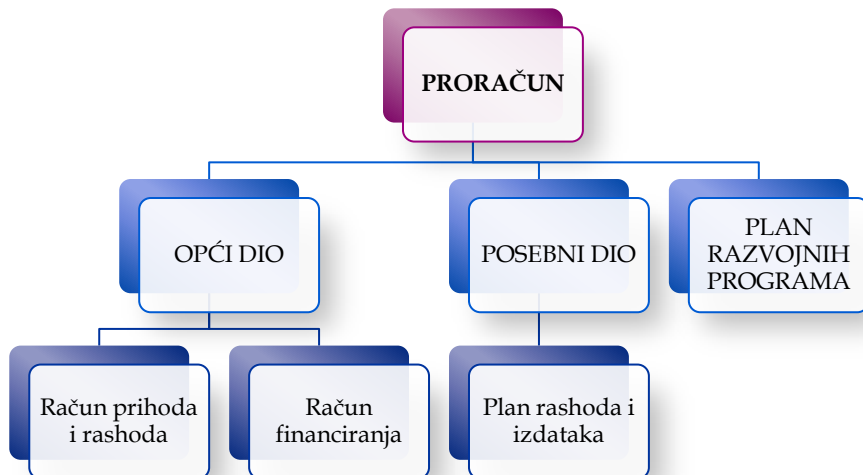 PRORAČUN
OPĆI DIO
POSEBNI DIO
PLAN
RAZVOJNIH
PROGRAMA
Račun prihoda
i rashoda
Račun
financiranja
Plan rashoda i
izdataka